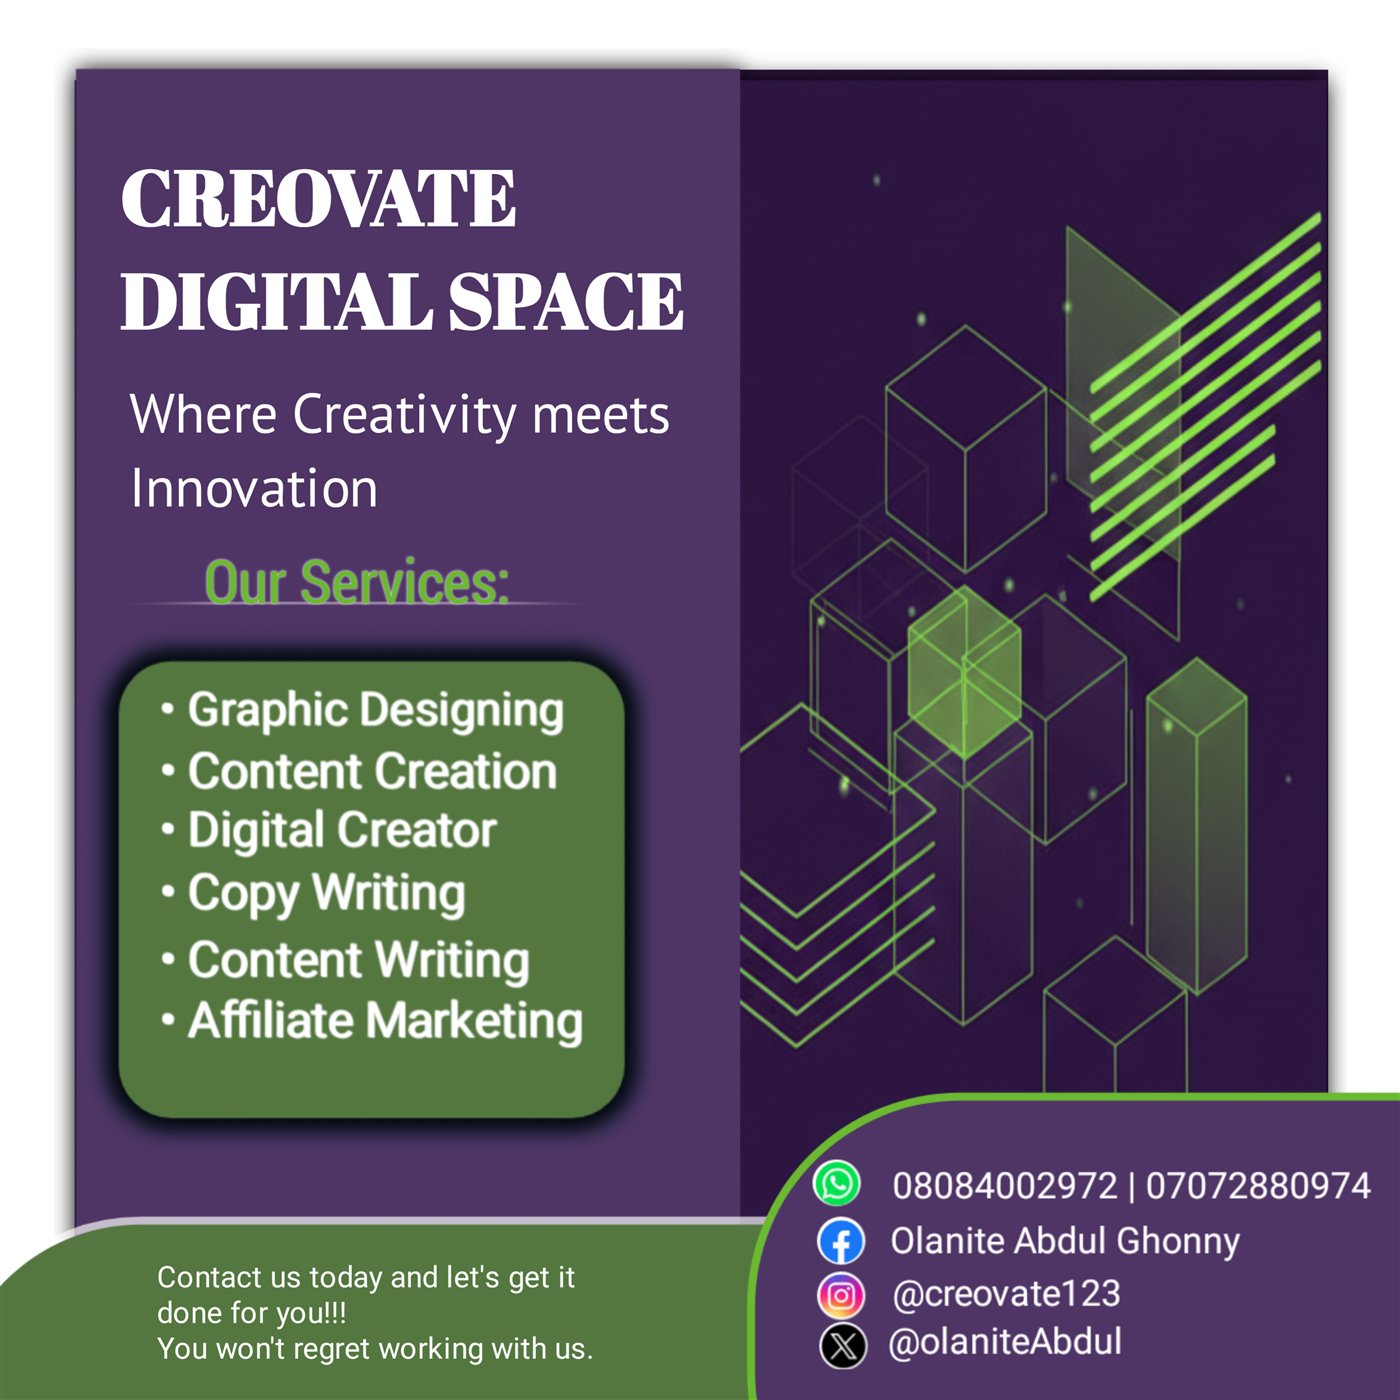 CREOVATE
DIGITAL SPACE
Where Creativity meets
Innovation
Our Services:
• Graphic Designing
• Content Creation
• Digital Creator
• Copy Writing
• Content Writing
• Affiliate Marketing
Contact us today and let's get it
done for you!!!
You won't regret working with us.
08084002972 | 07072880974
Olanite Abdul Ghonny
@creovate123
@olaniteAbdul